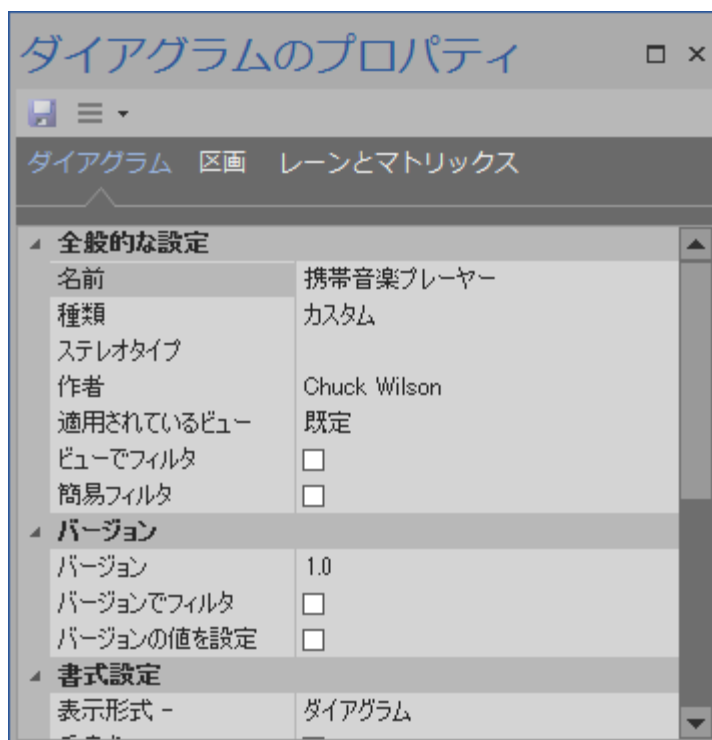 ダイアグラムのプロパティ
ダイアグラム 区画 レーンとマトリックス
全般的な設定
名前 携帯音楽プレーヤー
種類 カスタム
ステレオタイプ
作者 Chuck Wilson
適用されているビュー 既定
ビューでフィルタ
簡易フィルタ
バージョン
バージョン 1.0
バージョンでフィルタ
バージョンの値を設定
書式設定
表示形式 - ダイアグラム